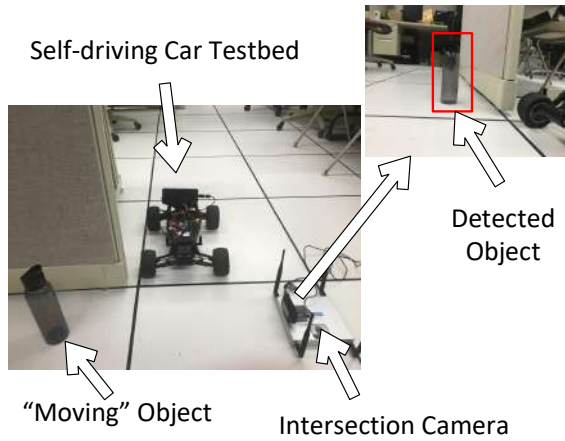 Self-driving Car Testbed
Detected
Object
“Moving” Object
Intersection Camera